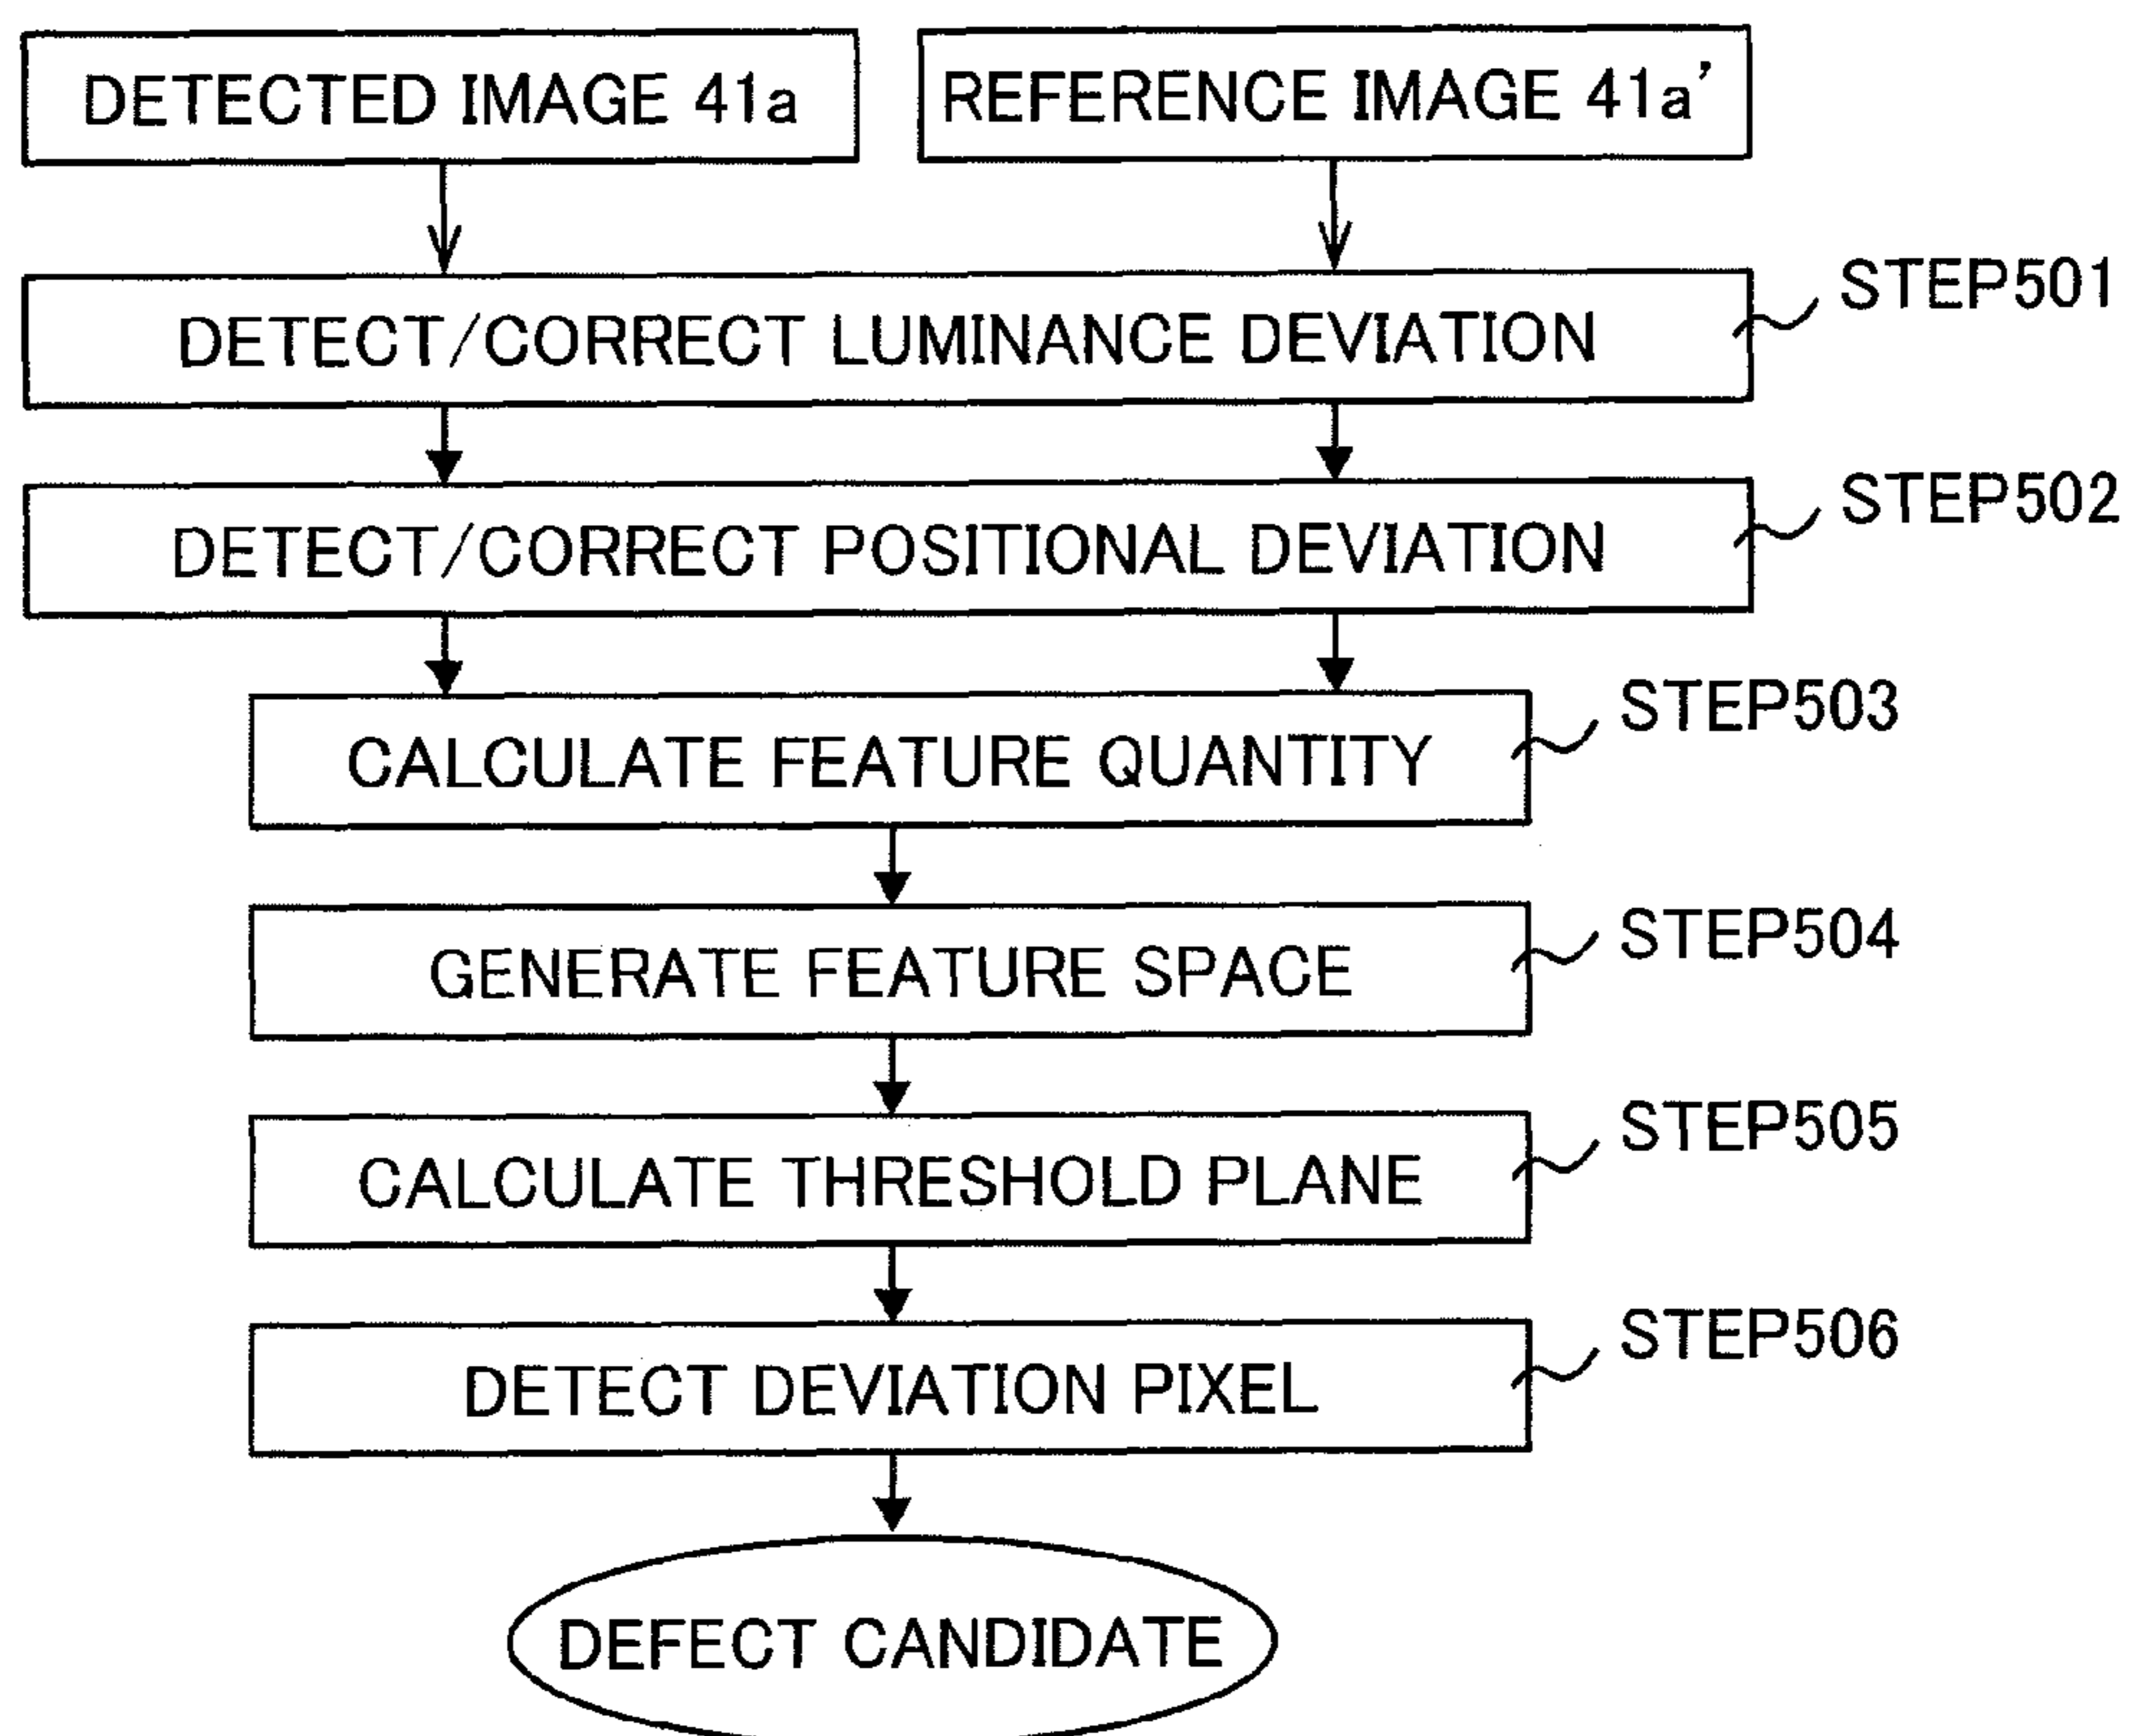 DETECTED IMAGE 41a
REFERENCE IMAGE 41a’
DETECT/CORRECT LUMINANCE DEVIATION
STEP501
DETECT/CORRECT POSITIONAL DEVIATION
STEP502
CALCULATE FEATURE QUANTITY
STEP503
GENERATE FEATURE SPACE
STEP504
CALCULATE THRESHOLD PLANE
STEP505
DETECT DEVIATION PIXEL
STEP506
DEFECT CANDIDATE